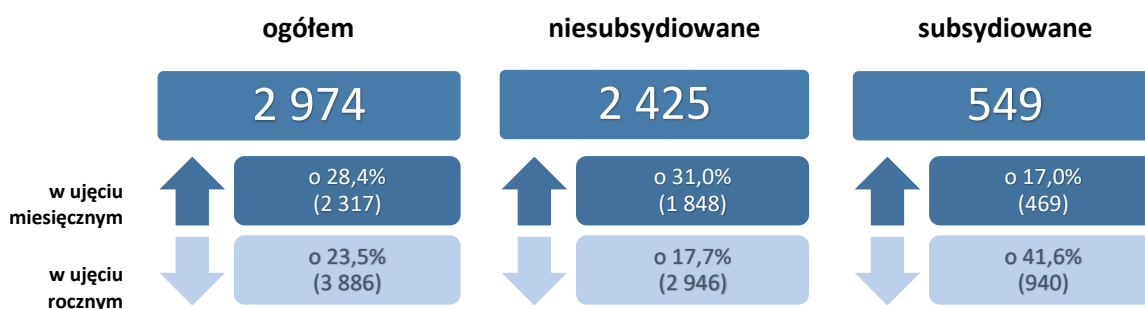 ogółem niesubsydiowane subsydiowane
2 974 2 425 549
w ujęciu
miesięcznym
o 28,4%
(2 317)
o 31,0%
(1 848)
o 17,0%
(469)
w ujęciu
rocznym
o 23,5%
(3 886)
o 17,7%
(2 946)
o 41,6%
(940)